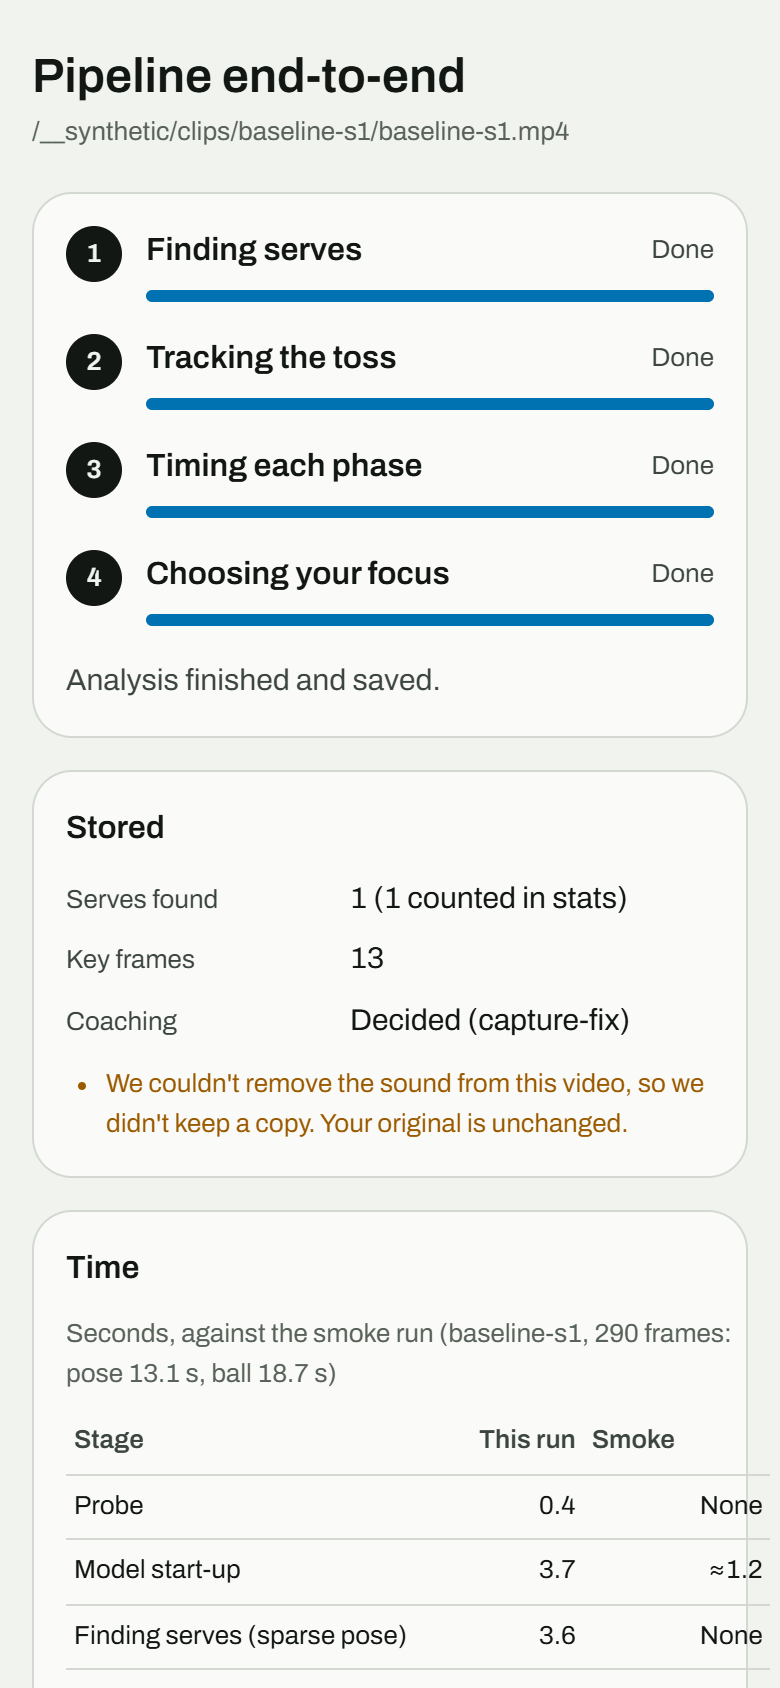 Pipeline end-to-end
/__synthetic/clips/baseline-s1/baseline-s1.mp4
1 Finding serves Done
2 Tracking the toss Done
3 Timing each phase Done
4 Choosing your focus Done
Analysis finished and saved.
Stored
Serves found 1 (1 counted in stats)
Key frames 13
Coaching Decided (capture-fix)
• We couldn't remove the sound from this video, so we
didn't keep a copy. Your original is unchanged.
Time
Seconds, against the smoke run (baseline-s1, 290 frames:
pose 13.1 s, ball 18.7 s)
Stage This run Smoke
Probe 0.4 None
Model start-up 3.7 ≈1.2
Finding serves (sparse pose) 3.6 None